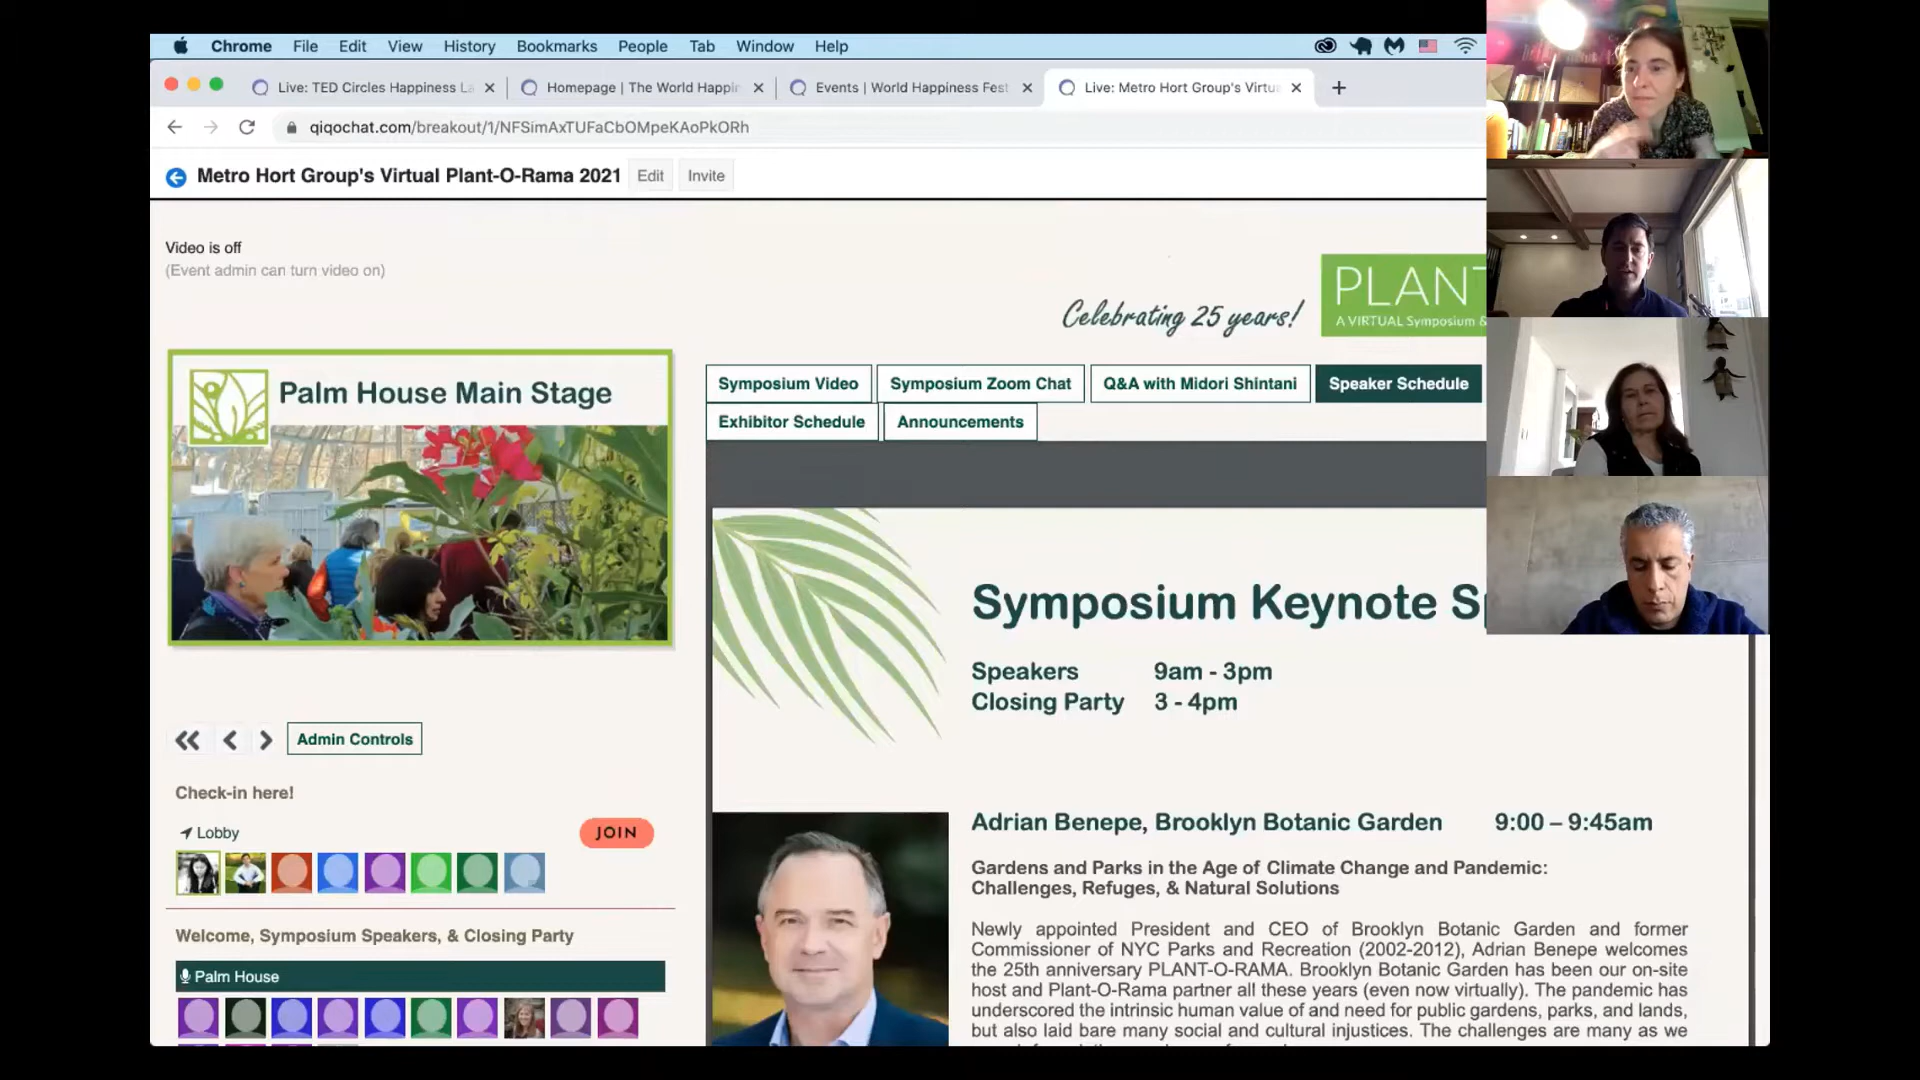 Chrome File Edit View History Bookmarks People Tab Window Help
Live: TED Circles Happiness La
Homepage | The World Happin
Events | World Happiness Fest
Live: Metro Hort Group's Virtua
qiqochat.com/breakout/1/NFSimAxTUFaCbOMpeKAoPkORh
Metro Hort Group's Virtual Plant-O-Rama 2021 Edit Invite
Video is off
(Event admin can turn video on)
Celebrating 25 years!
PLANT
A VIRTUAL Symposium &
Palm House Main Stage
Symposium Video Symposium Zoom Chat Q&A with Midori Shintani Speaker Schedule
Exhibitor Schedule Announcements
Symposium Keynote Sp
Speakers 9am - 3pm
Closing Party 3 - 4pm
Admin Controls
Check-in here!
Lobby
JOIN
Welcome, Symposium Speakers, & Closing Party
Palm House
Adrian Benepe, Brooklyn Botanic Garden 9:00 – 9:45am
Gardens and Parks in the Age of Climate Change and Pandemic:
Challenges, Refuges, & Natural Solutions
Newly appointed President and CEO of Brooklyn Botanic Garden and former
Commissioner of NYC Parks and Recreation (2002-2012), Adrian Benepe welcomes
the 25th anniversary PLANT-O-RAMA. Brooklyn Botanic Garden has been our on-site
host and Plant-O-Rama partner all these years (even now virtually). The pandemic has
underscored the intrinsic human value of and need for public gardens, parks, and lands,
but also laid bare many social and cultural injustices. The challenges are many as we